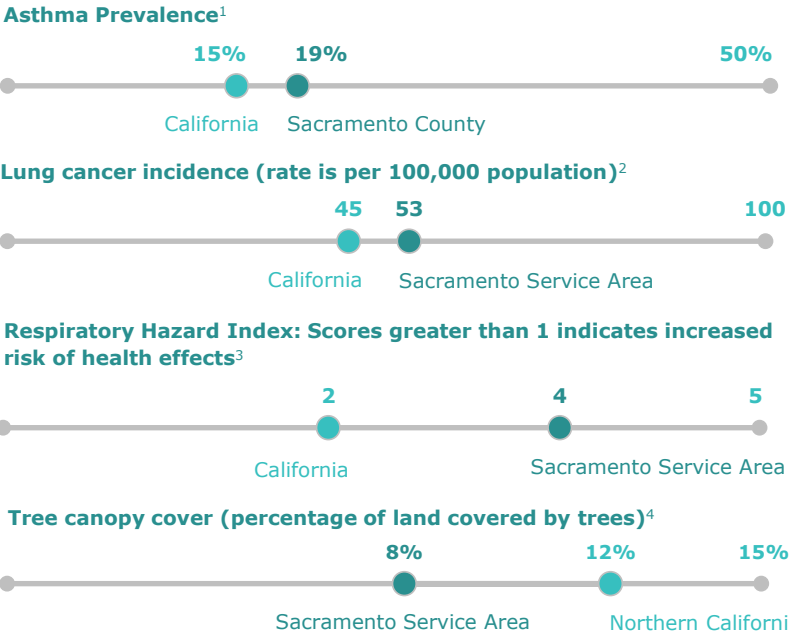 Asthma Prevalence¹
15% 19% 50%
California Sacramento County
Lung cancer incidence (rate is per 100,000 population)²
45 53 100
California Sacramento Service Area
Respiratory Hazard Index: Scores greater than 1 indicates increased
risk of health effects³
2 4 5
California Sacramento Service Area
Tree canopy cover (percentage of land covered by trees)⁴
8% 12% 15%
Sacramento Service Area Northern Californi